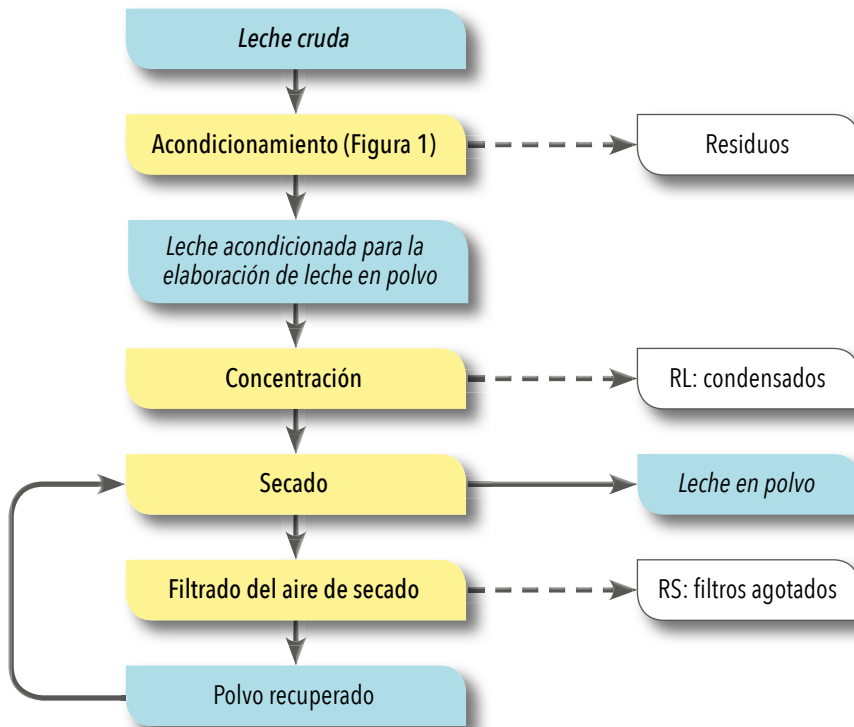 Leche cruda
Acondicionamiento (Figura 1)
Residuos
Leche acondicionada para la
elaboración de leche en polvo
Concentración
RL: condensados
Secado
Leche en polvo
Filtrado del aire de secado
RS: filtros agotados
Polvo recuperado